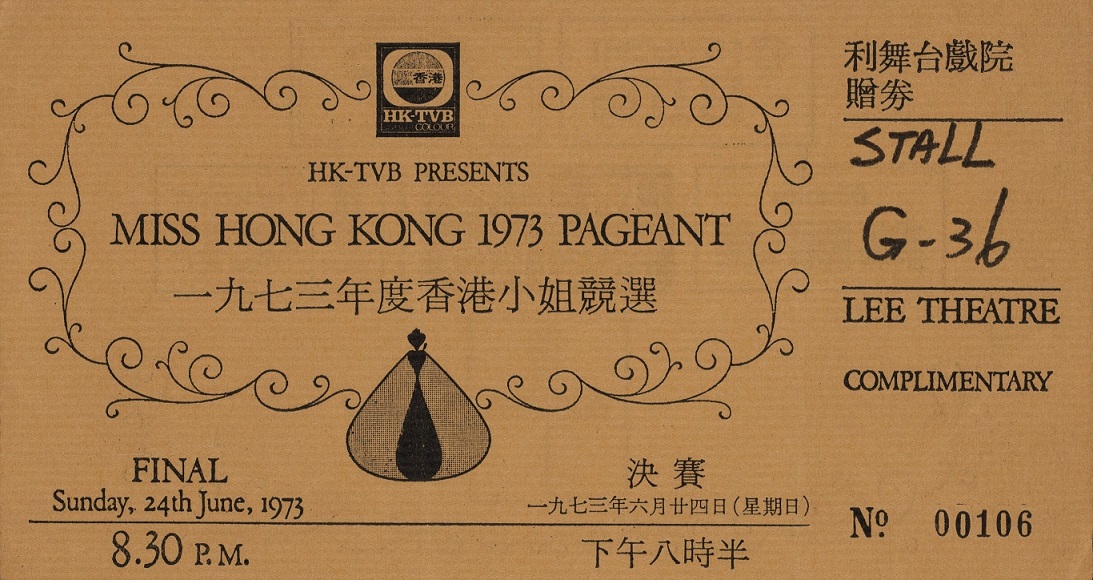 香港
HK-TVB
COLOUR
HK-TVB PRESENTS
MISS HONG KONG 1973 PAGEANT
一九七三年度香港小姐競選
FINAL
Sunday, 24th June, 1973
8.30 P.M.
決賽
一九七三年六月廿四日(星期日)
下午八時半
利舞台戲院
贈券
STALL
G-36
LEE THEATRE
COMPLIMENTARY
Nº 00106